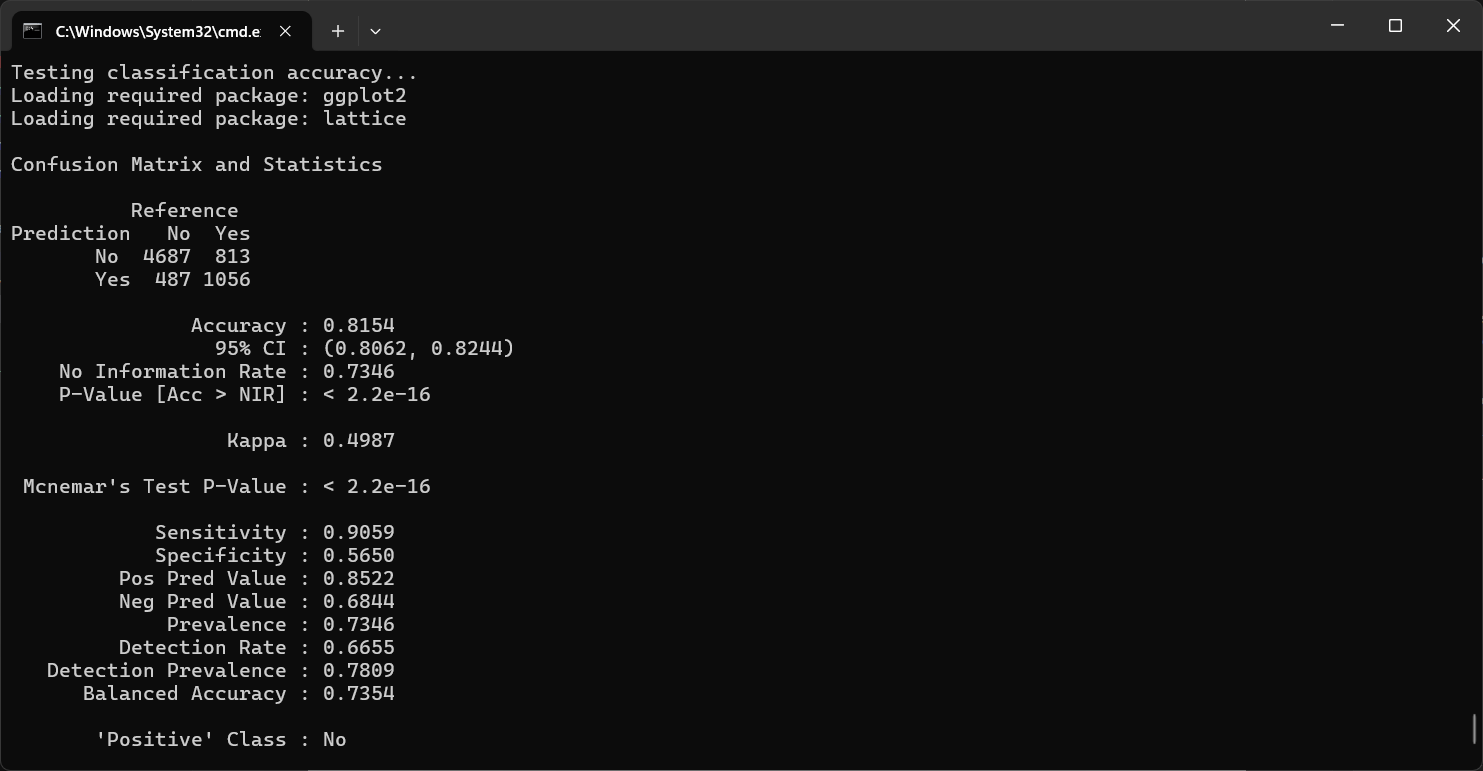 C:\Windows\System32\cmd.e
Testing classification accuracy...
Loading required package: ggplot2
Loading required package: lattice
Confusion Matrix and Statistics
          Reference
Prediction   No  Yes
       No  4687  813
       Yes  487 1056
               Accuracy : 0.8154
                 95% CI : (0.8062, 0.8244)
    No Information Rate : 0.7346
    P-Value [Acc > NIR] : < 2.2e-16
                  Kappa : 0.4987
 Mcnemar's Test P-Value : < 2.2e-16
            Sensitivity : 0.9059
            Specificity : 0.5650
         Pos Pred Value : 0.8522
         Neg Pred Value : 0.6844
             Prevalence : 0.7346
         Detection Rate : 0.6655
   Detection Prevalence : 0.7809
      Balanced Accuracy : 0.7354
       'Positive' Class : No